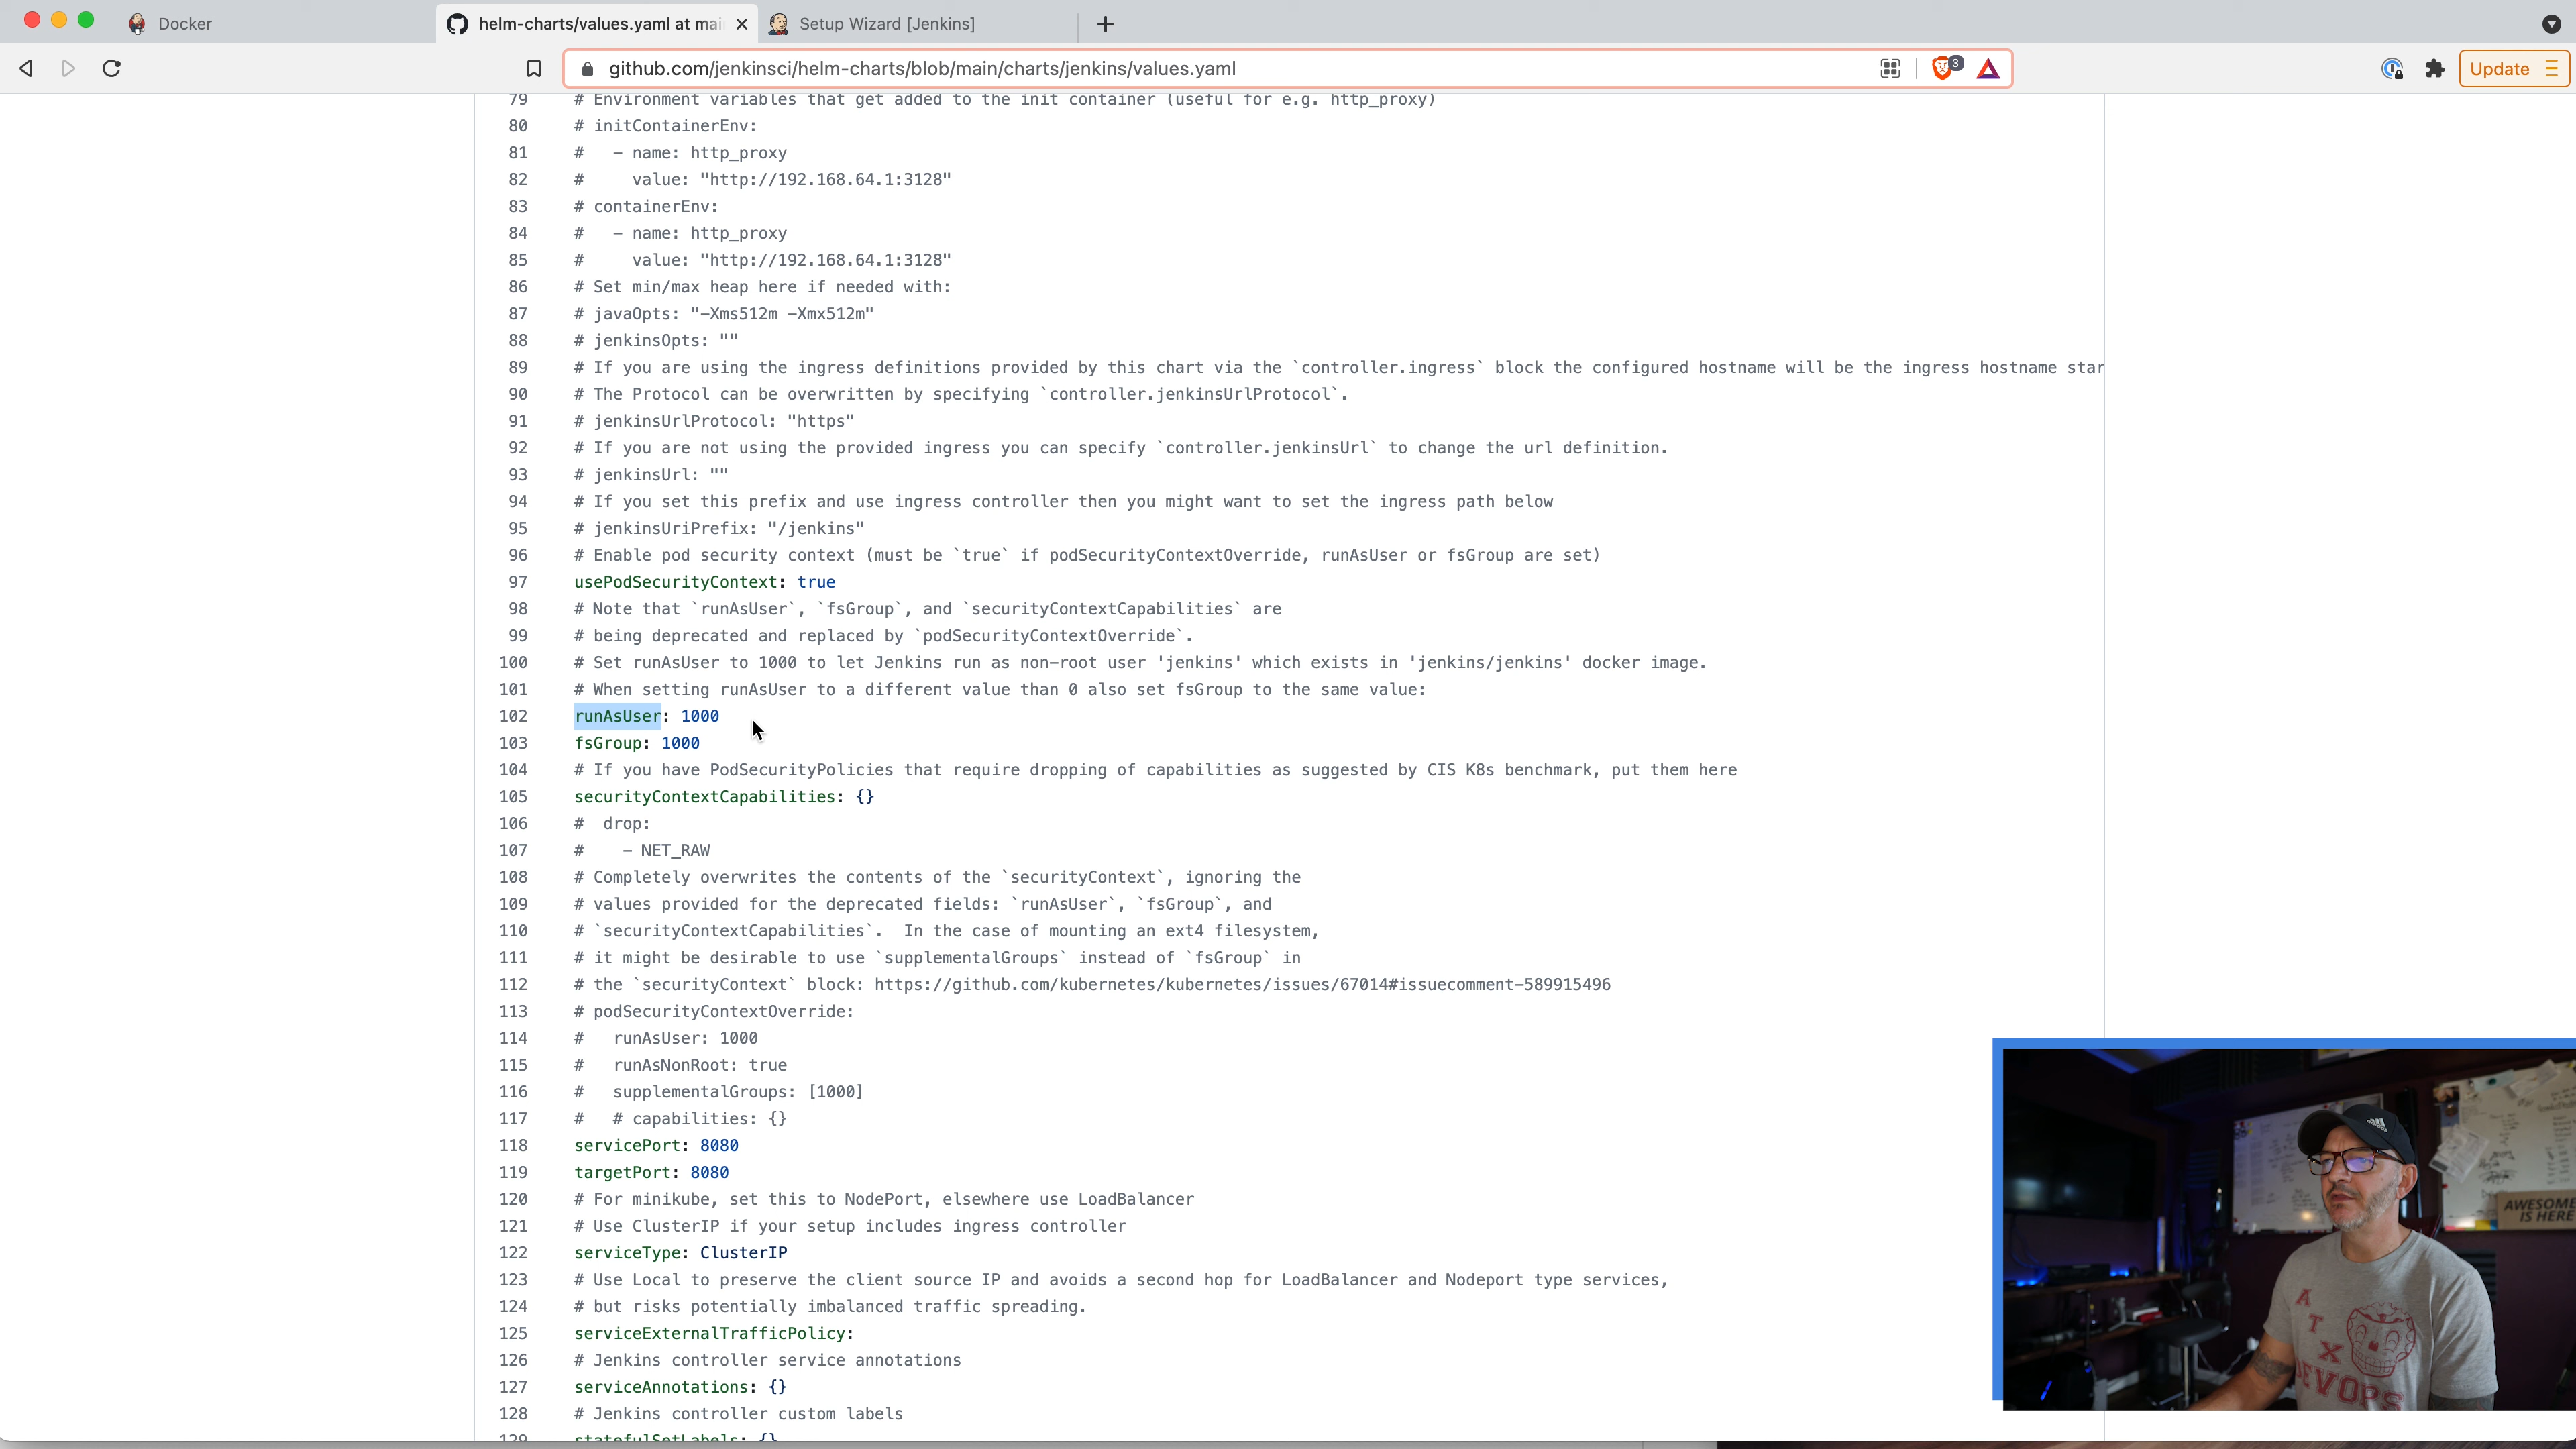 Docker
helm-charts/values.yaml at mai
Setup Wizard [Jenkins]
github.com/jenkinsci/helm-charts/blob/main/charts/jenkins/values.yaml
3
Update
79 # Environment variables that get added to the init container (useful for e.g. http_proxy)
80 # initContainerEnv:
81 #   - name: http_proxy
82 #     value: "http://192.168.64.1:3128"
83 # containerEnv:
84 #   - name: http_proxy
85 #     value: "http://192.168.64.1:3128"
86 # Set min/max heap here if needed with:
87 # javaOpts: "-Xms512m -Xmx512m"
88 # jenkinsOpts: ""
89 # If you are using the ingress definitions provided by this chart via the `controller.ingress` block the configured hostname will be the ingress hostname star
90 # The Protocol can be overwritten by specifying `controller.jenkinsUrlProtocol`.
91 # jenkinsUrlProtocol: "https"
92 # If you are not using the provided ingress you can specify `controller.jenkinsUrl` to change the url definition.
93 # jenkinsUrl: ""
94 # If you set this prefix and use ingress controller then you might want to set the ingress path below
95 # jenkinsUriPrefix: "/jenkins"
96 # Enable pod security context (must be `true` if podSecurityContextOverride, runAsUser or fsGroup are set)
97 usePodSecurityContext: true
98 # Note that `runAsUser`, `fsGroup`, and `securityContextCapabilities` are
99 # being deprecated and replaced by `podSecurityContextOverride`.
100 # Set runAsUser to 1000 to let Jenkins run as non-root user 'jenkins' which exists in 'jenkins/jenkins' docker image.
101 # When setting runAsUser to a different value than 0 also set fsGroup to the same value:
102 runAsUser: 1000
103 fsGroup: 1000
104 # If you have PodSecurityPolicies that require dropping of capabilities as suggested by CIS K8s benchmark, put them here
105 securityContextCapabilities: {}
106 #  drop:
107 #    - NET_RAW
108 # Completely overwrites the contents of the `securityContext`, ignoring the
109 # values provided for the deprecated fields: `runAsUser`, `fsGroup`, and
110 # `securityContextCapabilities`.  In the case of mounting an ext4 filesystem,
111 # it might be desirable to use `supplementalGroups` instead of `fsGroup` in
112 # the `securityContext` block: https://github.com/kubernetes/kubernetes/issues/67014#issuecomment-589915496
113 # podSecurityContextOverride:
114 #   runAsUser: 1000
115 #   runAsNonRoot: true
116 #   supplementalGroups: [1000]
117 #   # capabilities: {}
118 servicePort: 8080
119 targetPort: 8080
120 # For minikube, set this to NodePort, elsewhere use LoadBalancer
121 # Use ClusterIP if your setup includes ingress controller
122 serviceType: ClusterIP
123 # Use Local to preserve the client source IP and avoids a second hop for LoadBalancer and Nodeport type services,
124 # but risks potentially imbalanced traffic spreading.
125 serviceExternalTrafficPolicy:
126 # Jenkins controller service annotations
127 serviceAnnotations: {}
128 # Jenkins controller custom labels
129 statefulSetLabels: {}
AWESOME
IS HERE
ATX
DEVOPS